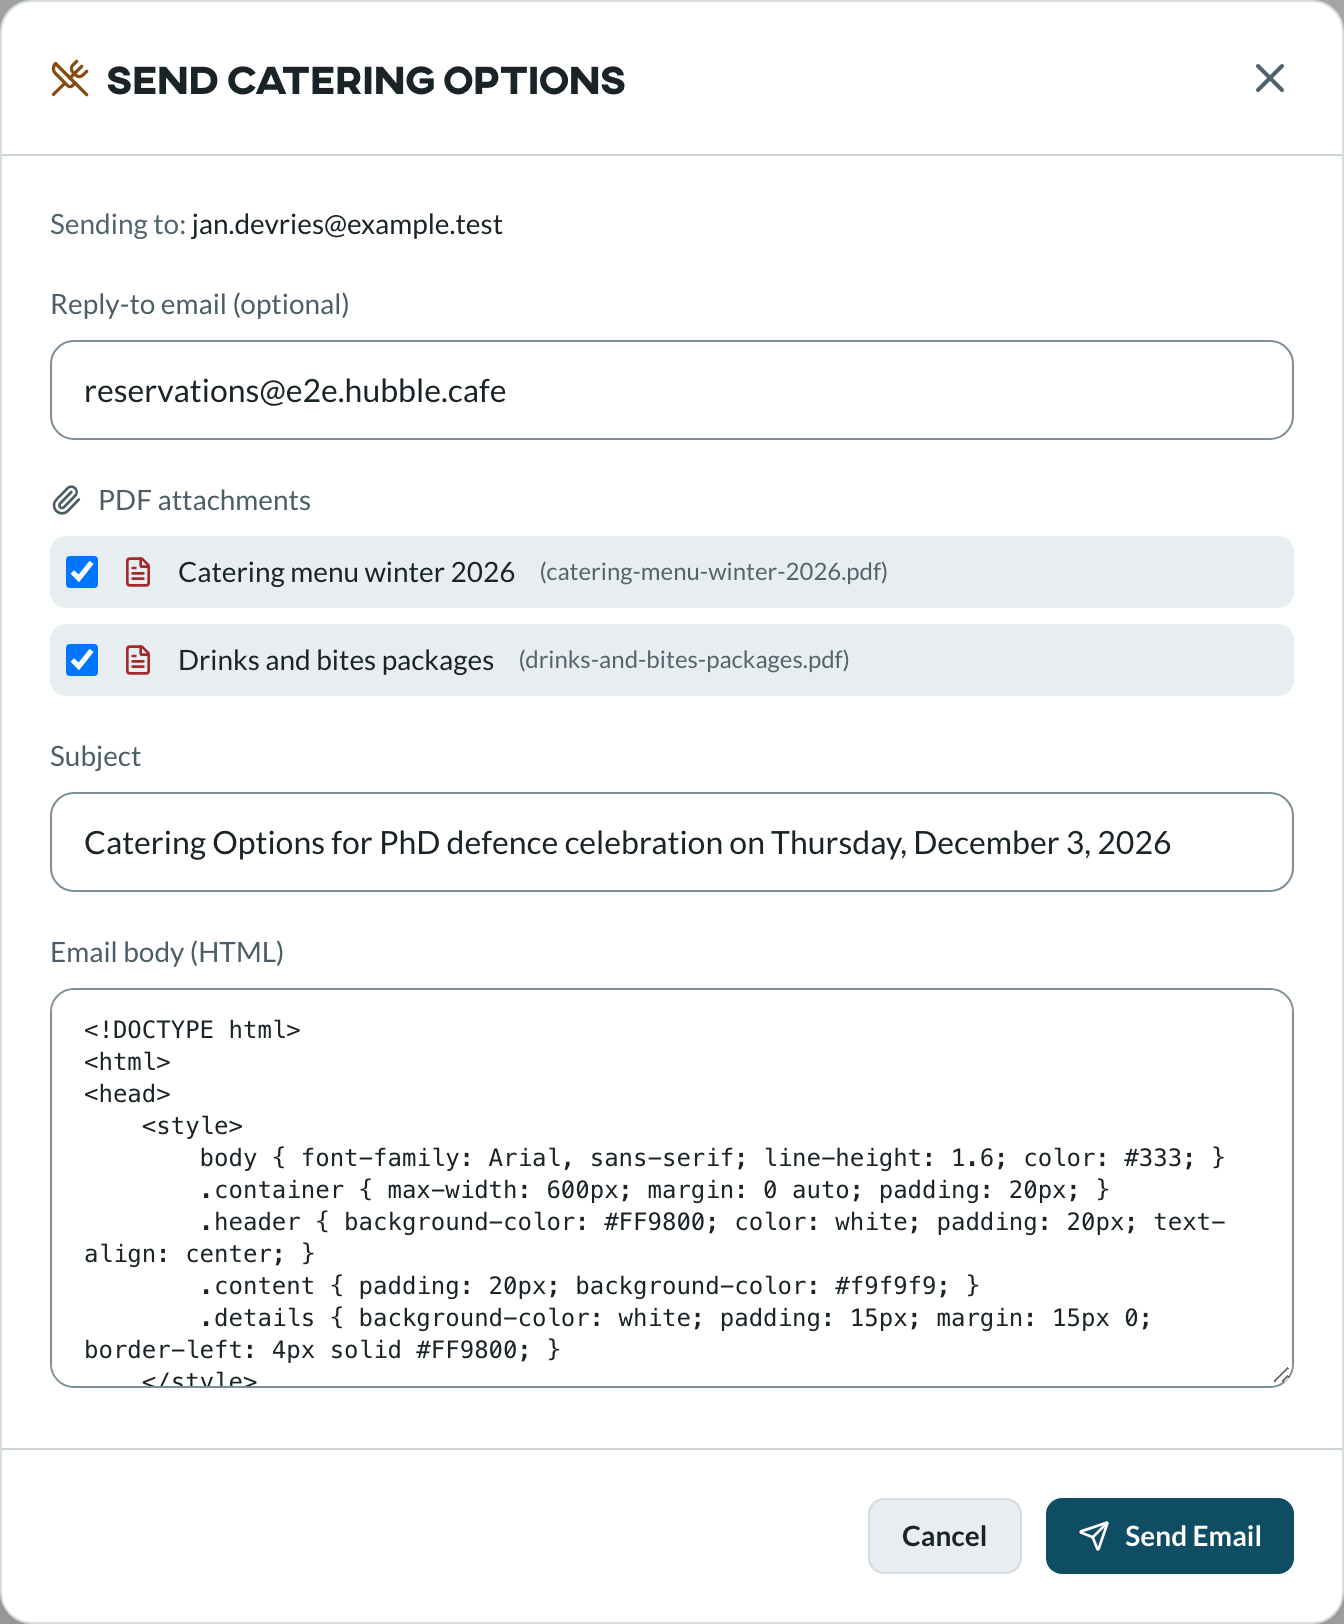 SEND CATERING OPTIONS
Sending to: jan.devries@example.test
Reply-to email (optional)
reservations@e2e.hubble.cafe
PDF attachments
Catering menu winter 2026 (catering-menu-winter-2026.pdf)
Drinks and bites packages (drinks-and-bites-packages.pdf)
Subject
Catering Options for PhD defence celebration on Thursday, December 3, 2026
Email body (HTML)
<!DOCTYPE html>
<html>
<head>
    <style>
        body { font-family: Arial, sans-serif; line-height: 1.6; color: #333; }
        .container { max-width: 600px; margin: 0 auto; padding: 20px; }
        .header { background-color: #FF9800; color: white; padding: 20px; text-
align: center; }
        .content { padding: 20px; background-color: #f9f9f9; }
        .details { background-color: white; padding: 15px; margin: 15px 0;
border-left: 4px solid #FF9800; }
    </style>
Cancel
Send Email